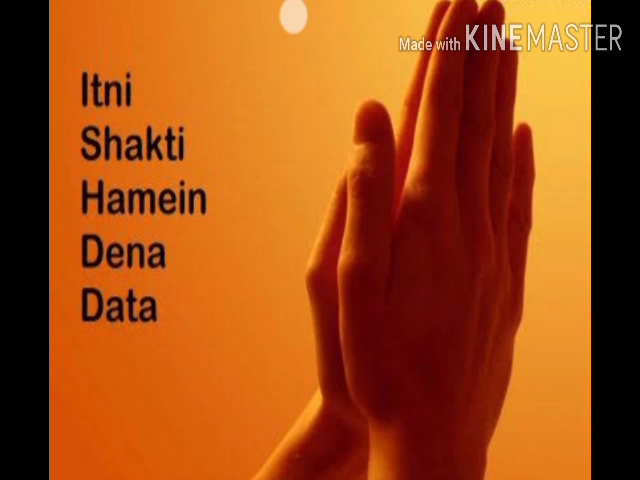 Made with KINEMASTER
Itni
Shakti
Hamein
Dena
Data